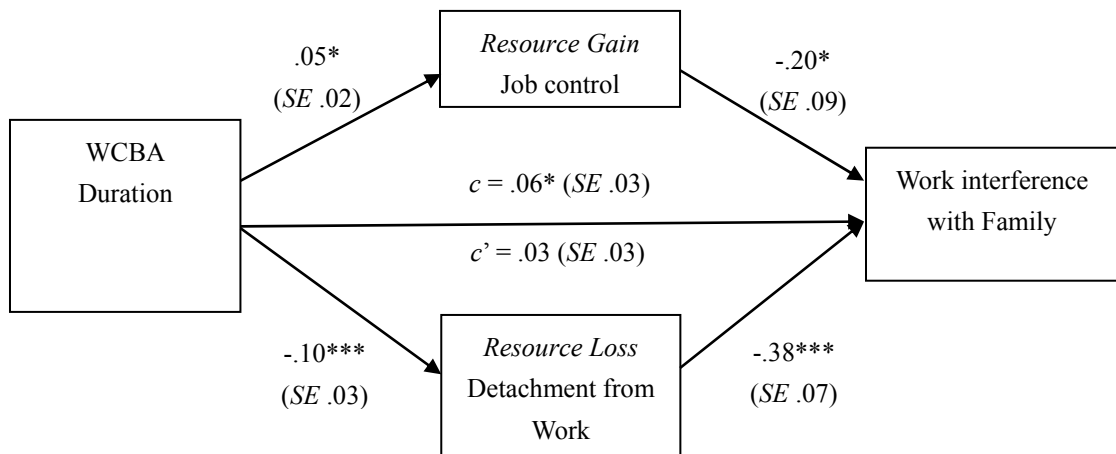 .05*
(SE .02)
Resource Gain
Job control
-.20*
(SE .09)
WCBA
Duration
c = .06* (SE .03)
c’ = .03 (SE .03)
Work interference
with Family
-.10***
(SE .03)
Resource Loss
Detachment from
Work
-.38***
(SE .07)